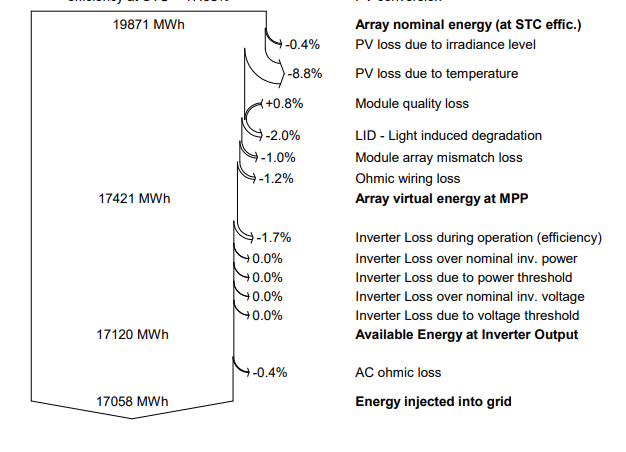 19871 MWh Array nominal energy (at STC effic.)
-0.4% PV loss due to irradiance level
-8.8% PV loss due to temperature
+0.8% Module quality loss
-2.0% LID - Light induced degradation
-1.0% Module array mismatch loss
-1.2% Ohmic wiring loss
17421 MWh Array virtual energy at MPP
-1.7% Inverter Loss during operation (efficiency)
0.0% Inverter Loss over nominal inv. power
0.0% Inverter Loss due to power threshold
0.0% Inverter Loss over nominal inv. voltage
0.0% Inverter Loss due to voltage threshold
17120 MWh Available Energy at Inverter Output
-0.4% AC ohmic loss
17058 MWh Energy injected into grid